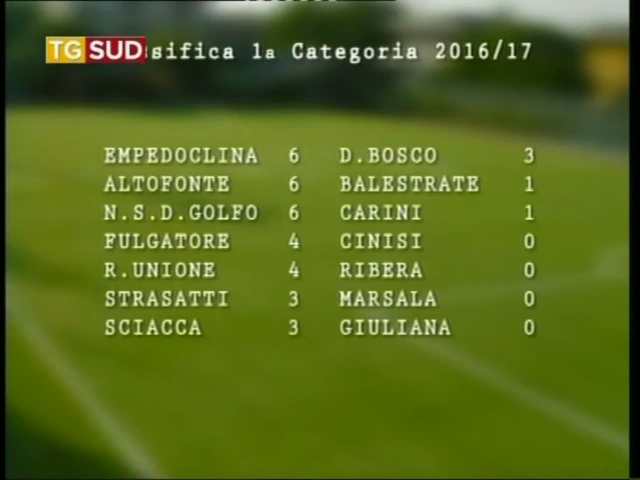 TG SUD
sifica 1a Categoria 2016/17
EMPEDOCLINA 6 D.BOSCO 3
ALTOFONTE 6 BALESTRATE 1
N.S.D.GOLFO 6 CARINI 1
FULGATORE 4 CINISI 0
R.UNIONE 4 RIBERA 0
STRASATTI 3 MARSALA 0
SCIACCA 3 GIULIANA 0